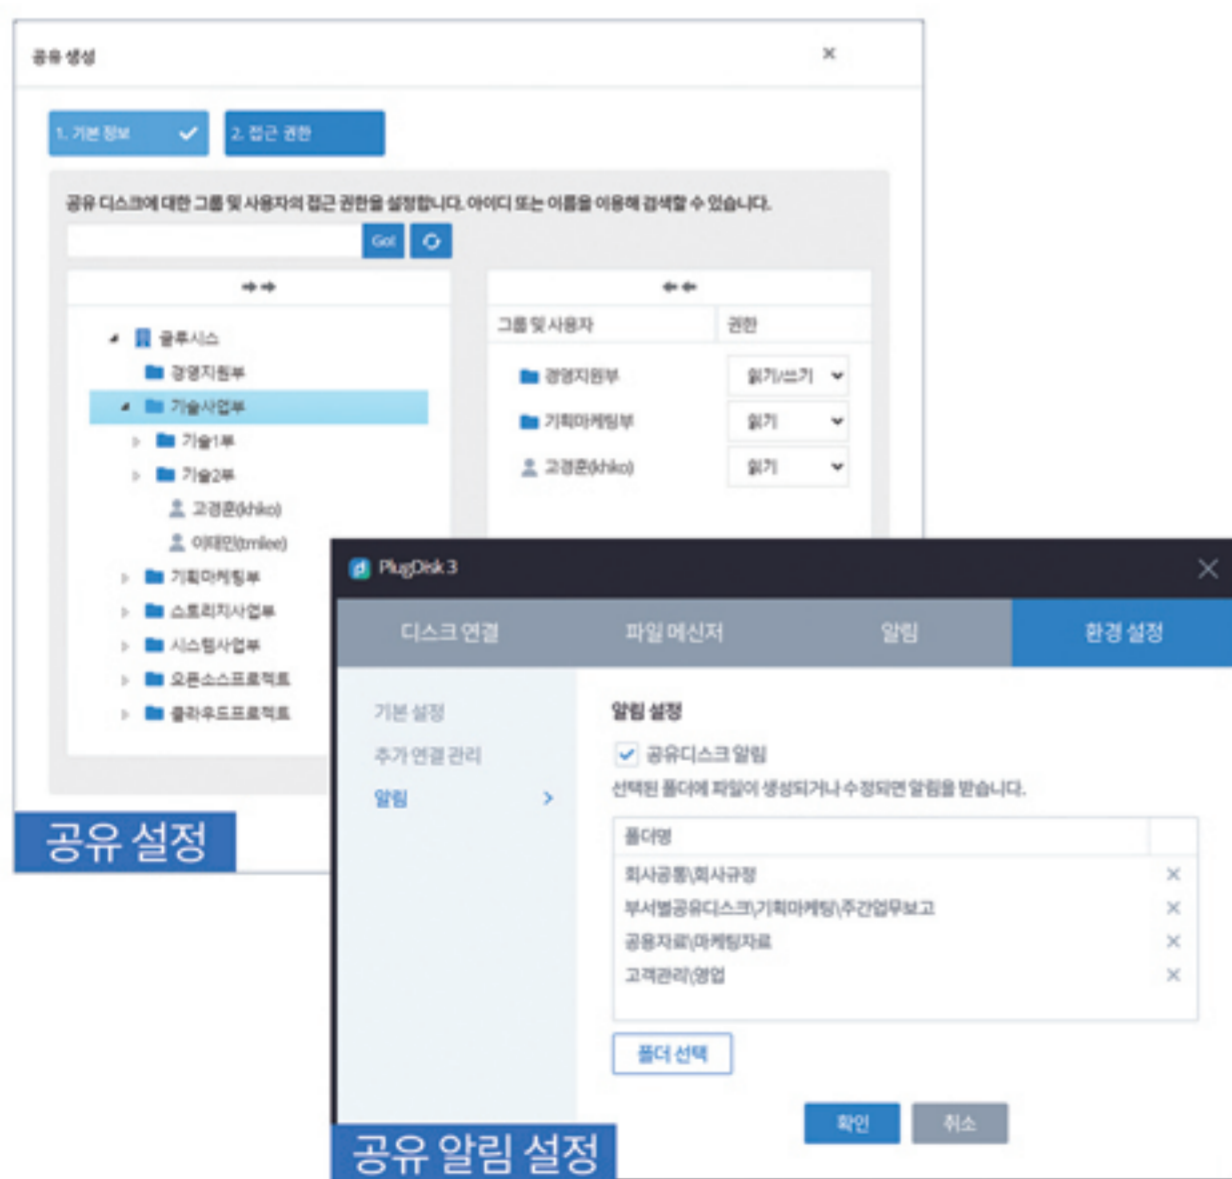 공유 생성
1. 기본 정보
2. 접근 권한
공유 디스크에 대한 그룹 및 사용자의 접근 권한을 설정합니다. 아이디 또는 이름을 이용해 검색할 수 있습니다.
Go!
글루시스
경영지원부
기술사업부
기술1부
기술2부
고경훈(khko)
이태민(tmlee)
기획마케팅부
스토리지사업부
시스템사업부
오픈소스프로젝트
클라우드프로젝트
그룹 및 사용자 권한
경영지원부 읽기/쓰기
기획마케팅부 읽기
고경훈(khko) 읽기
공유 설정
PlugDisk 3
디스크 연결 파일 메신저 알림 환경 설정
기본 설정
추가 연결 관리
알림
알림 설정
공유디스크 알림
선택된 폴더에 파일이 생성되거나 수정되면 알림을 받습니다.
폴더명
회사공통\회사규정
부서별공유디스크\기획마케팅\주간업무보고
공용자료\마케팅자료
고객관리\영업
폴더 선택
확인 취소
공유 알림 설정